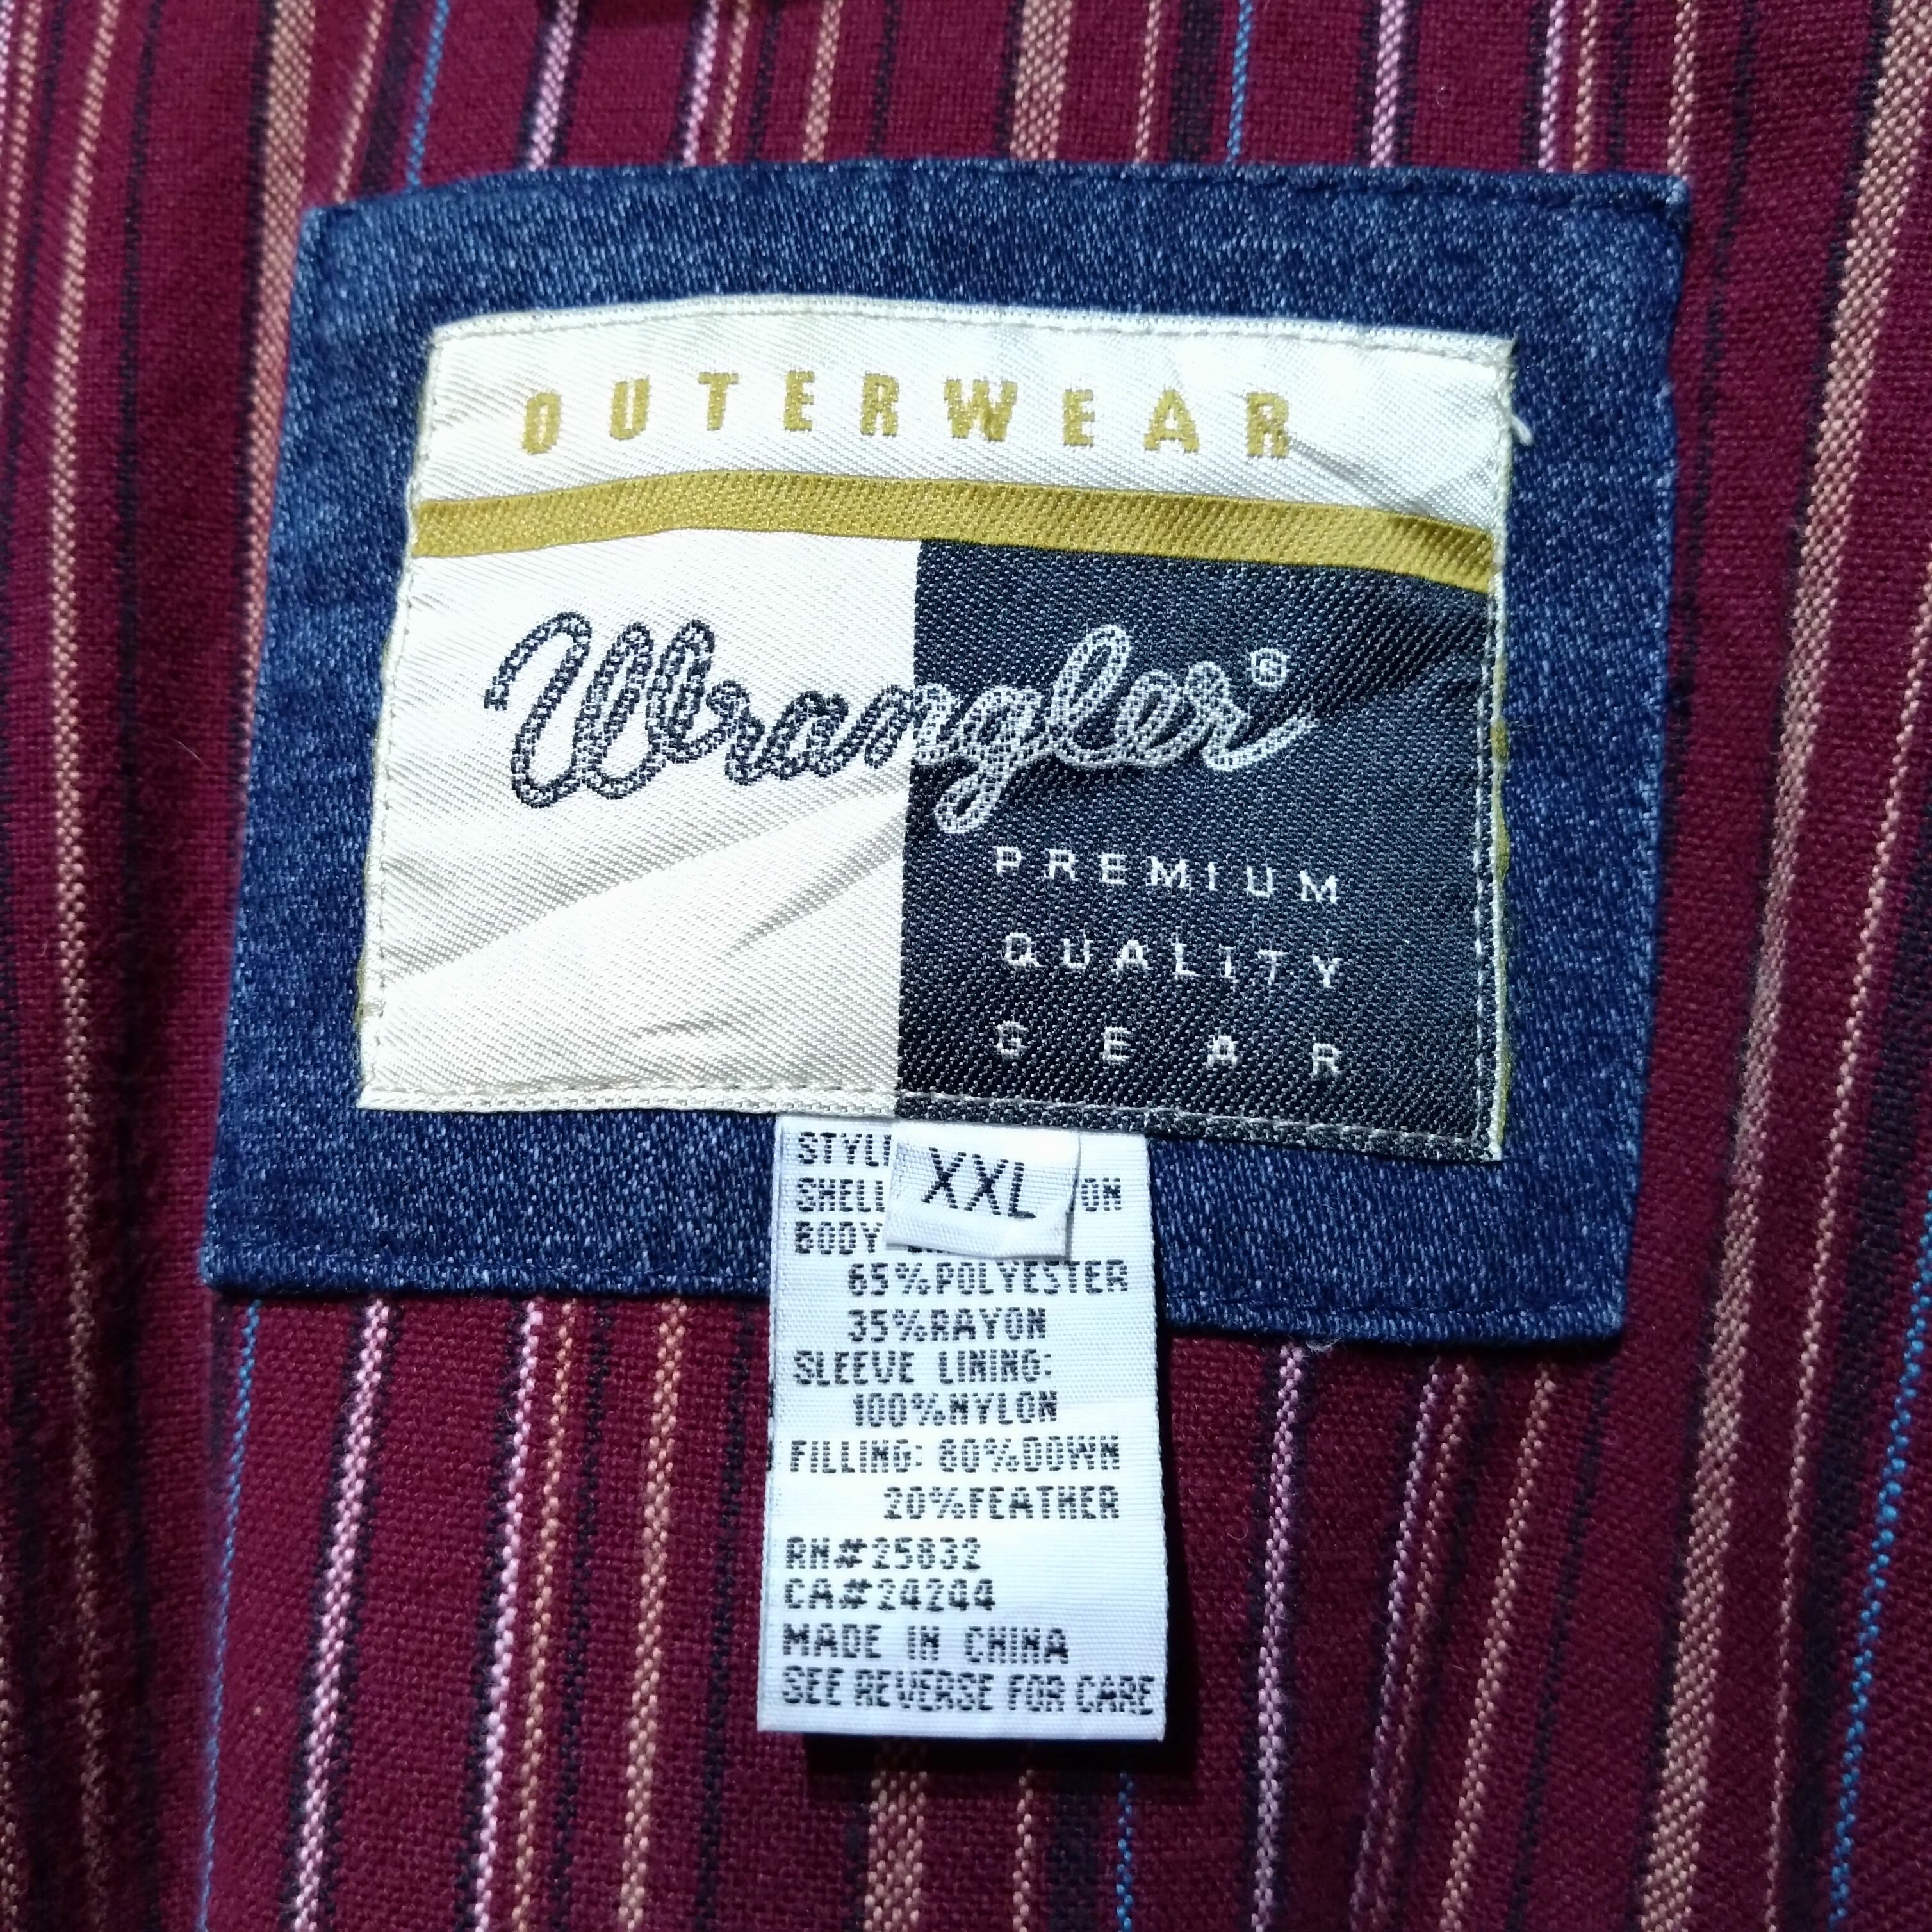 OUTERWEAR
Wrangler®
PREMIUM
QUALITY
GEAR
XXL
BODY
65%POLYESTER
35%RAYON
SLEEVE LINING:
100%NYLON
FILLING: 80%DOWN
20%FEATHER
RN#25832
CA#24244
MADE IN CHINA
SEE REVERSE FOR CARE